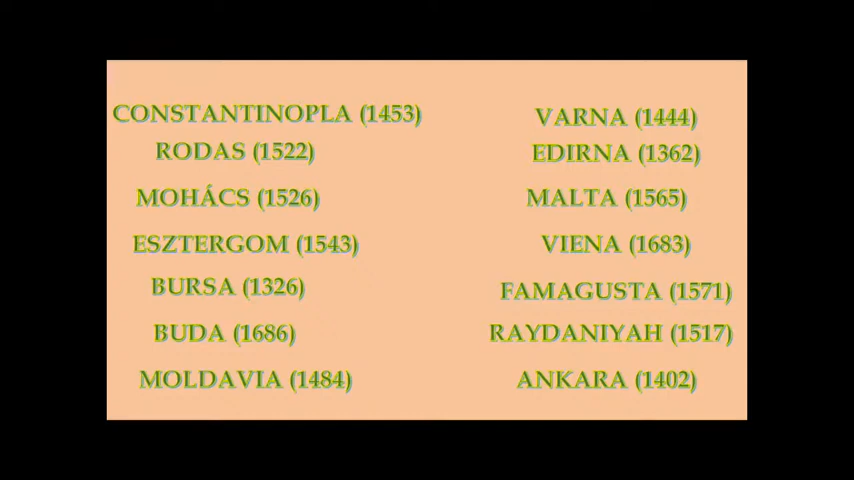 CONSTANTINOPLA (1453)
RODAS (1522)
MOHÁCS (1526)
ESZTERGOM (1543)
BURSA (1326)
BUDA (1686)
MOLDAVIA (1484)
VARNA (1444)
EDIRNA (1362)
MALTA (1565)
VIENA (1683)
FAMAGUSTA (1571)
RAYDANIYAH (1517)
ANKARA (1402)